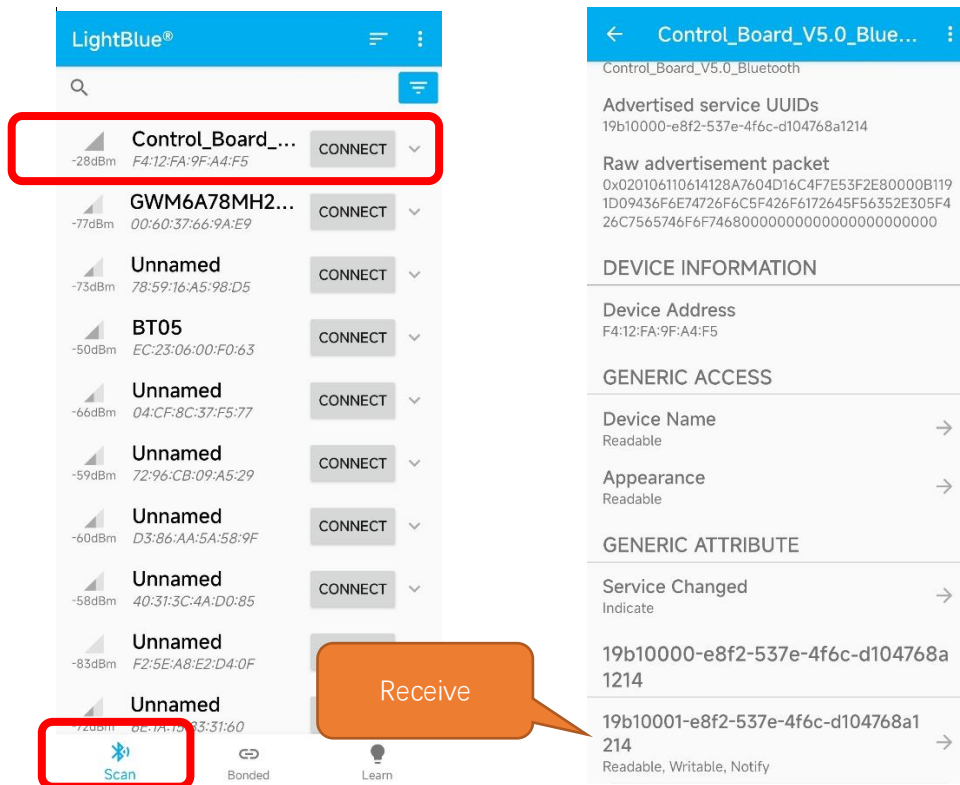 LightBlue®
Control_Board_...
CONNECT
-28dBm
F4:12:FA:9F:A4:F5
GWM6A78MH2...
CONNECT
-77dBm
00:60:37:66:9A:E9
Unnamed
CONNECT
-73dBm
78:59:16:A5:98:D5
BT05
CONNECT
-50dBm
EC:23:06:00:F0:63
Unnamed
CONNECT
-66dBm
04:CF:8C:37:F5:77
Unnamed
CONNECT
-59dBm
72:96:CB:09:A5:29
Unnamed
CONNECT
-60dBm
D3:86:AA:5A:58:9F
Unnamed
CONNECT
-58dBm
40:31:3C:4A:D0:85
Unnamed
-83dBm
F2:5E:A8:E2:D4:0F
Unnamed
-72dBm
Scan
Bonded
Learn
Receive
Control_Board_V5.0_Blue...
Control_Board_V5.0_Bluetooth
Advertised service UUIDs
19b10000-e8f2-537e-4f6c-d104768a1214
Raw advertisement packet
0x020106110614128A7604D16C4F7E53F2E80000B119
1D09436F6E74726F6C5F426F6172645F56352E305F4
26C7565746F6F74680000000000000000000000
DEVICE INFORMATION
Device Address
F4:12:FA:9F:A4:F5
GENERIC ACCESS
Device Name
Readable
Appearance
Readable
GENERIC ATTRIBUTE
Service Changed
Indicate
19b10000-e8f2-537e-4f6c-d104768a
1214
19b10001-e8f2-537e-4f6c-d104768a1
214
Readable, Writable, Notify